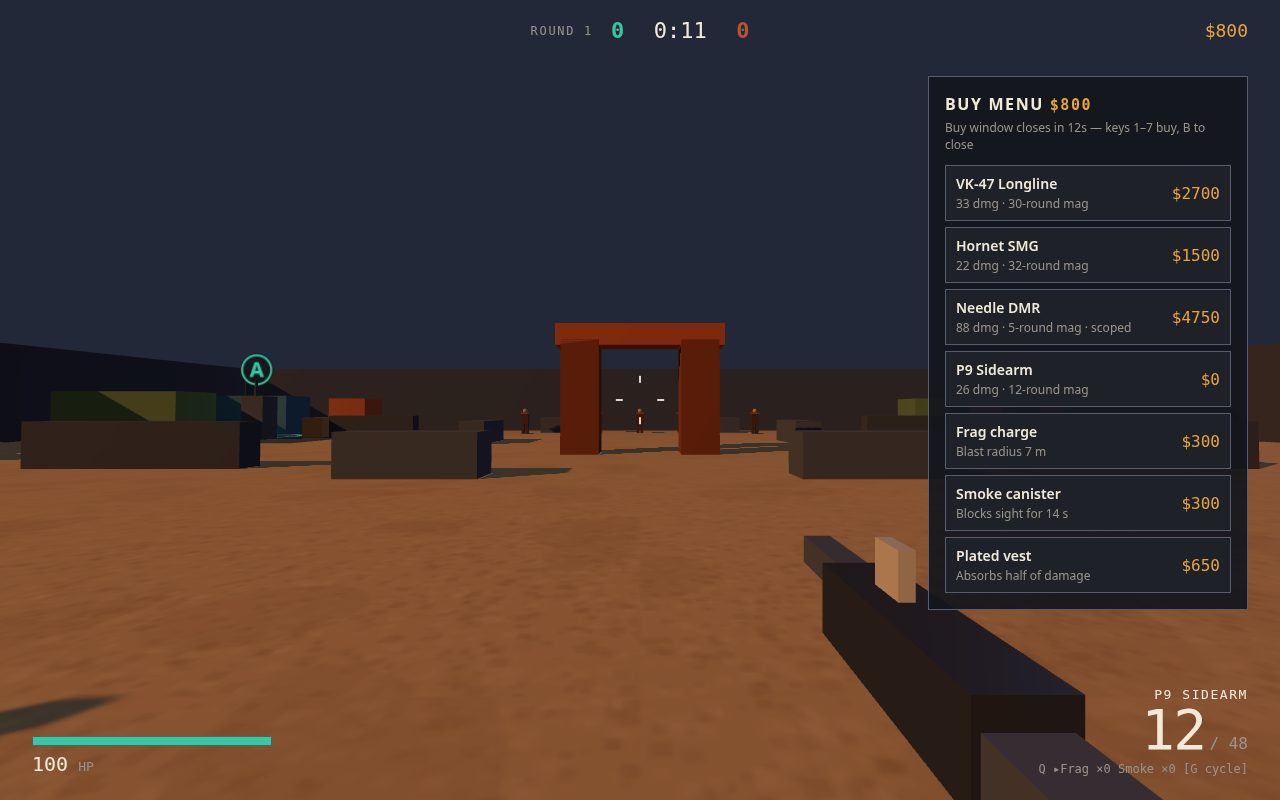 ROUND 1 0 0:11 0 $800
BUY MENU $800
Buy window closes in 12s — keys 1–7 buy, B to
close
VK-47 Longline
33 dmg · 30-round mag
$2700
Hornet SMG
22 dmg · 32-round mag
$1500
Needle DMR
88 dmg · 5-round mag · scoped
$4750
P9 Sidearm
26 dmg · 12-round mag
$0
Frag charge
Blast radius 7 m
$300
Smoke canister
Blocks sight for 14 s
$300
Plated vest
Absorbs half of damage
$650
A
P9 SIDEARM
12 / 48
Q ▸Frag ×0 Smoke ×0 [G cycle]
100 HP